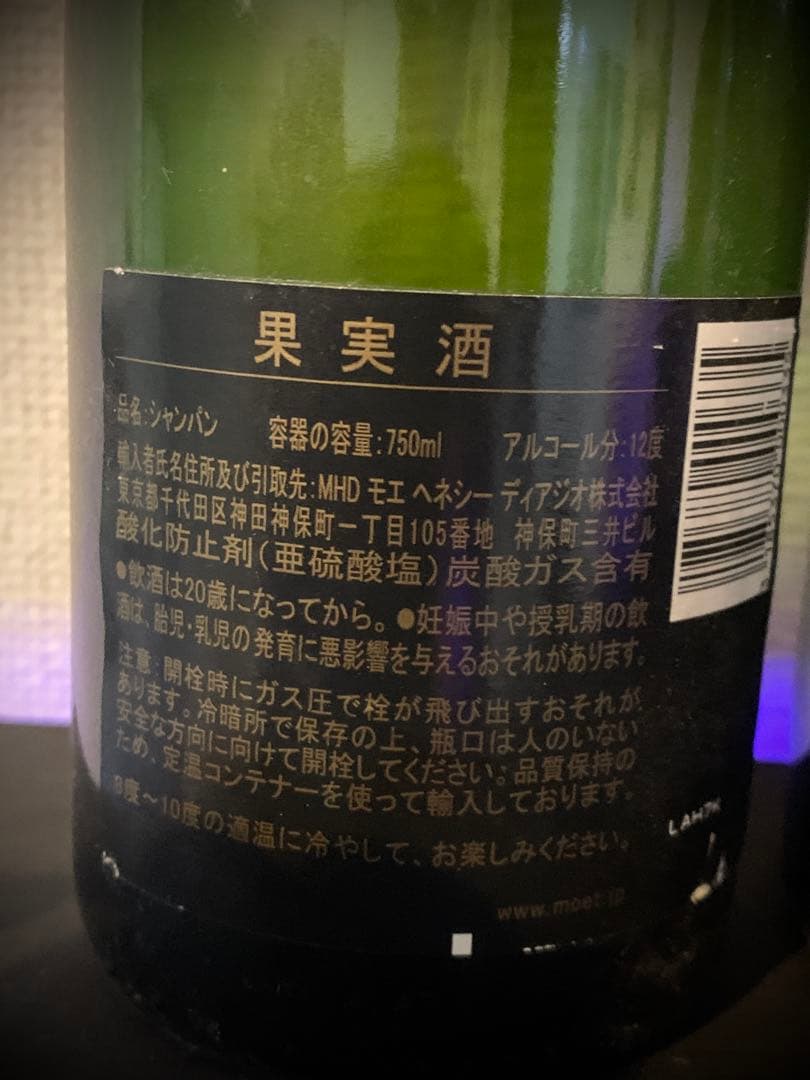 果実酒
品名:シャンパン 容器の容量:750ml アルコール分:12度
輸入者氏名住所及び引取先:MHD モエ ヘネシー ディアジオ株式会社
東京都千代田区神田神保町一丁目105番地 神保町三井ビル
酸化防止剤(亜硫酸塩)炭酸ガス含有
●飲酒は20歳になってから。●妊娠中や授乳期の飲
酒は、胎児・乳児の発育に悪影響を与えるおそれがあります。
注意:開栓時にガス圧で栓が飛び出すおそれが
あります。冷暗所で保存の上、瓶口は人のいない
安全な方向に向けて開栓してください。品質保持の
ため、定温コンテナーを使って輸入しております。
8度〜10度の適温に冷やして、お楽しみください。
www.moet.jp